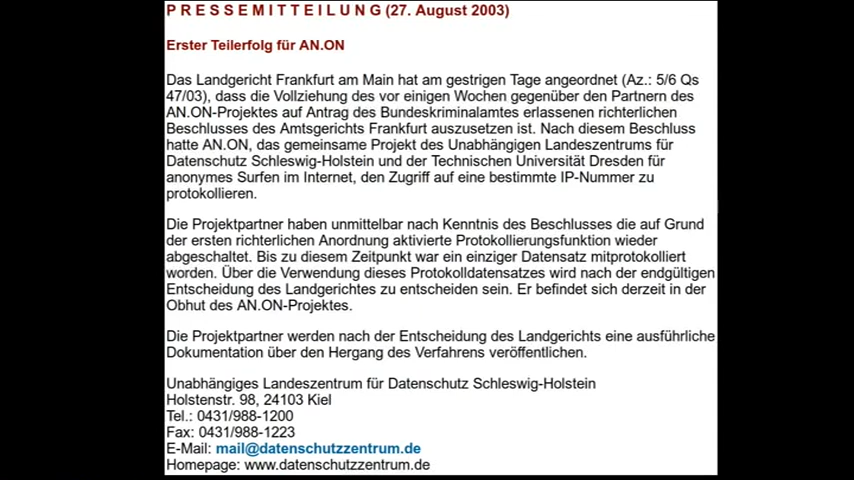 P R E S S E M I T T E I L U N G (27. August 2003)
Erster Teilerfolg für AN.ON
Das Landgericht Frankfurt am Main hat am gestrigen Tage angeordnet (Az.: 5/6 Qs
47/03), dass die Vollziehung des vor einigen Wochen gegenüber den Partnern des
AN.ON-Projektes auf Antrag des Bundeskriminalamtes erlassenen richterlichen
Beschlusses des Amtsgerichts Frankfurt auszusetzen ist. Nach diesem Beschluss
hatte AN.ON, das gemeinsame Projekt des Unabhängigen Landeszentrums für
Datenschutz Schleswig-Holstein und der Technischen Universität Dresden für
anonymes Surfen im Internet, den Zugriff auf eine bestimmte IP-Nummer zu
protokollieren.
Die Projektpartner haben unmittelbar nach Kenntnis des Beschlusses die auf Grund
der ersten richterlichen Anordnung aktivierte Protokollierungsfunktion wieder
abgeschaltet. Bis zu diesem Zeitpunkt war ein einziger Datensatz mitprotokolliert
worden. Über die Verwendung dieses Protokolldatensatzes wird nach der endgültigen
Entscheidung des Landgerichtes zu entscheiden sein. Er befindet sich derzeit in der
Obhut des AN.ON-Projektes.
Die Projektpartner werden nach der Entscheidung des Landgerichts eine ausführliche
Dokumentation über den Hergang des Verfahrens veröffentlichen.
Unabhängiges Landeszentrum für Datenschutz Schleswig-Holstein
Holstenstr. 98, 24103 Kiel
Tel.: 0431/988-1200
Fax: 0431/988-1223
E-Mail: mail@datenschutzzentrum.de
Homepage: www.datenschutzzentrum.de